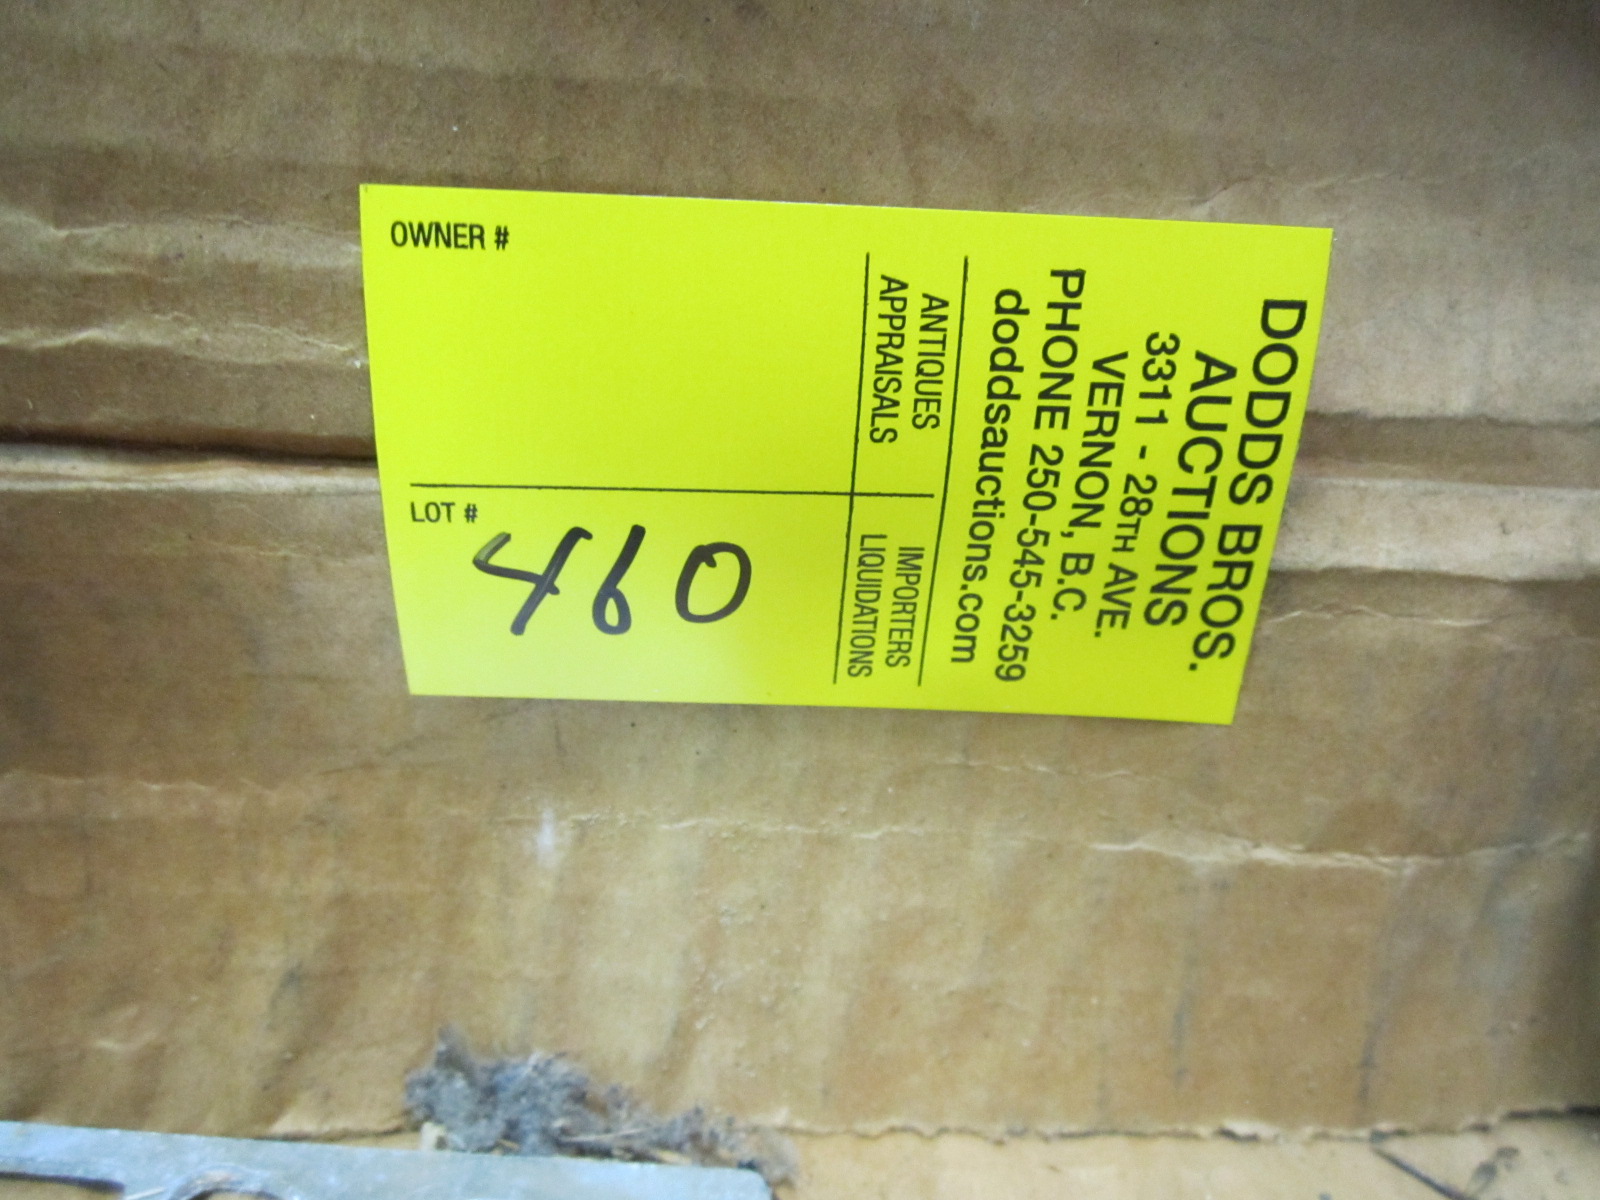 DODDS BROS.
AUCTIONS
3311 - 28TH AVE.
VERNON, B.C.
PHONE 250-545-3259
doddsauctions.com
ANTIQUES
APPRAISALS
IMPORTERS
LIQUIDATIONS
OWNER #
LOT #
460